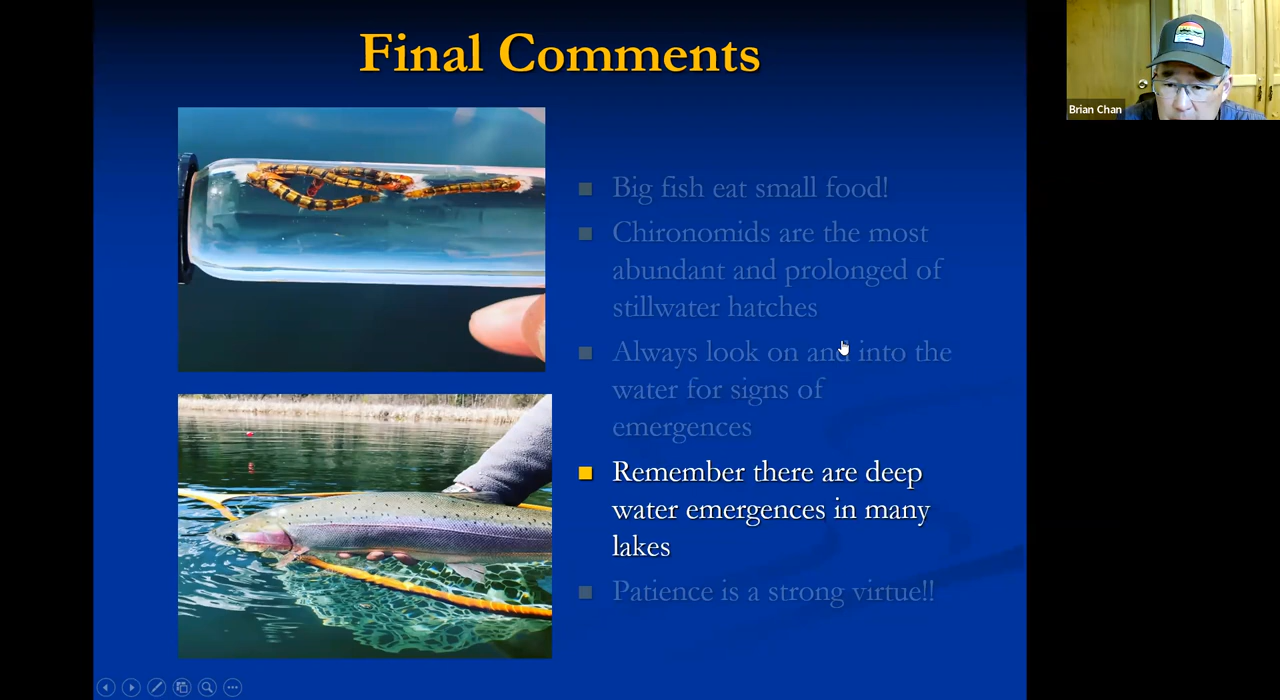 Final Comments
Brian Chan
Big fish eat small food!
Chironomids are the most
abundant and prolonged of
stillwater hatches
Always look on and into the
water for signs of
emergences
Remember there are deep
water emergences in many
lakes
Patience is a strong virtue!!